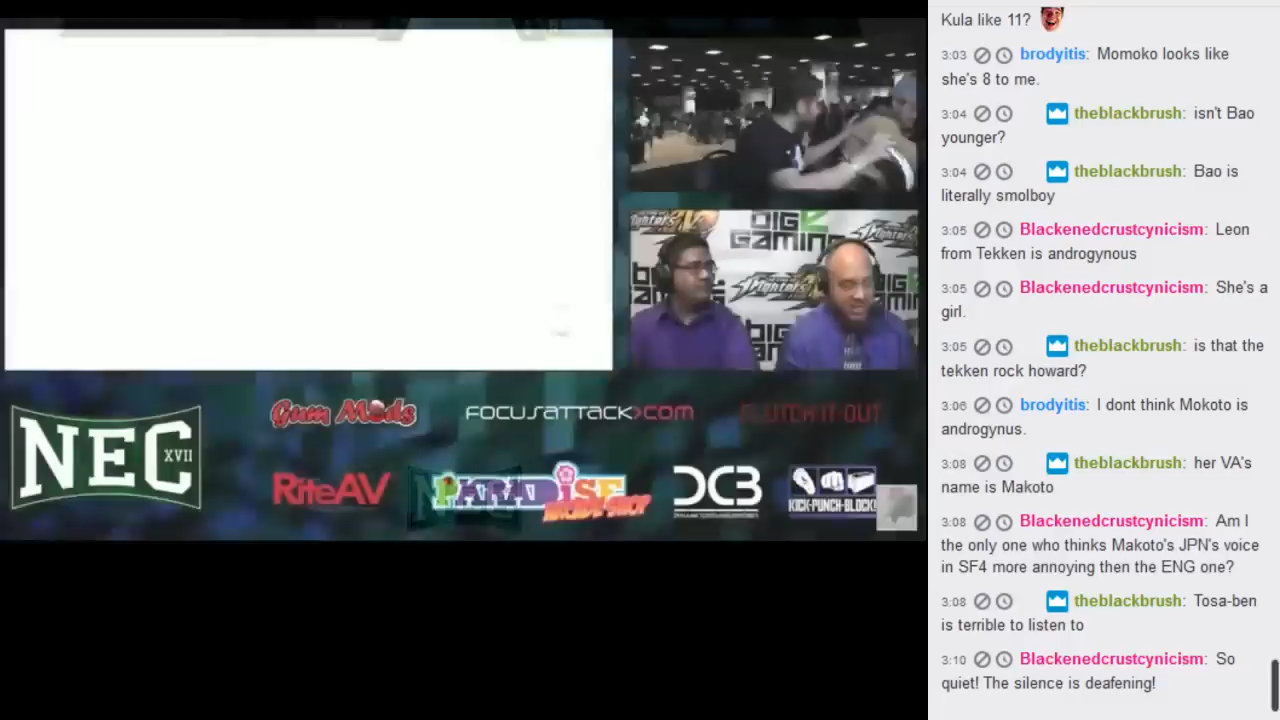 Kula like 11?
3:03 brodyitis: Momoko looks like
she's 8 to me.
3:04 theblackbrush: isn't Bao
younger?
3:04 theblackbrush: Bao is
literally smolboy
3:05 Blackenedcrustcynicism: Leon
from Tekken is androgynous
3:05 Blackenedcrustcynicism: She's a
girl.
3:05 theblackbrush: is that the
tekken rock howard?
3:06 brodyitis: I dont think Mokoto is
androgynus.
3:08 theblackbrush: her VA's
name is Makoto
3:08 Blackenedcrustcynicism: Am I
the only one who thinks Makoto's JPN's voice
in SF4 more annoying then the ENG one?
3:08 theblackbrush: Tosa-ben
is terrible to listen to
3:10 Blackenedcrustcynicism: So
quiet! The silence is deafening!
BIG E
GAMING
Fighters
NEC XVII
Gum Mods
FOCUSATTACK>COM
CLUTCH IT OUT
RiteAV
PARADISE
ARCADE SHOP
DC3
KICK-PUNCH-BLOCK!